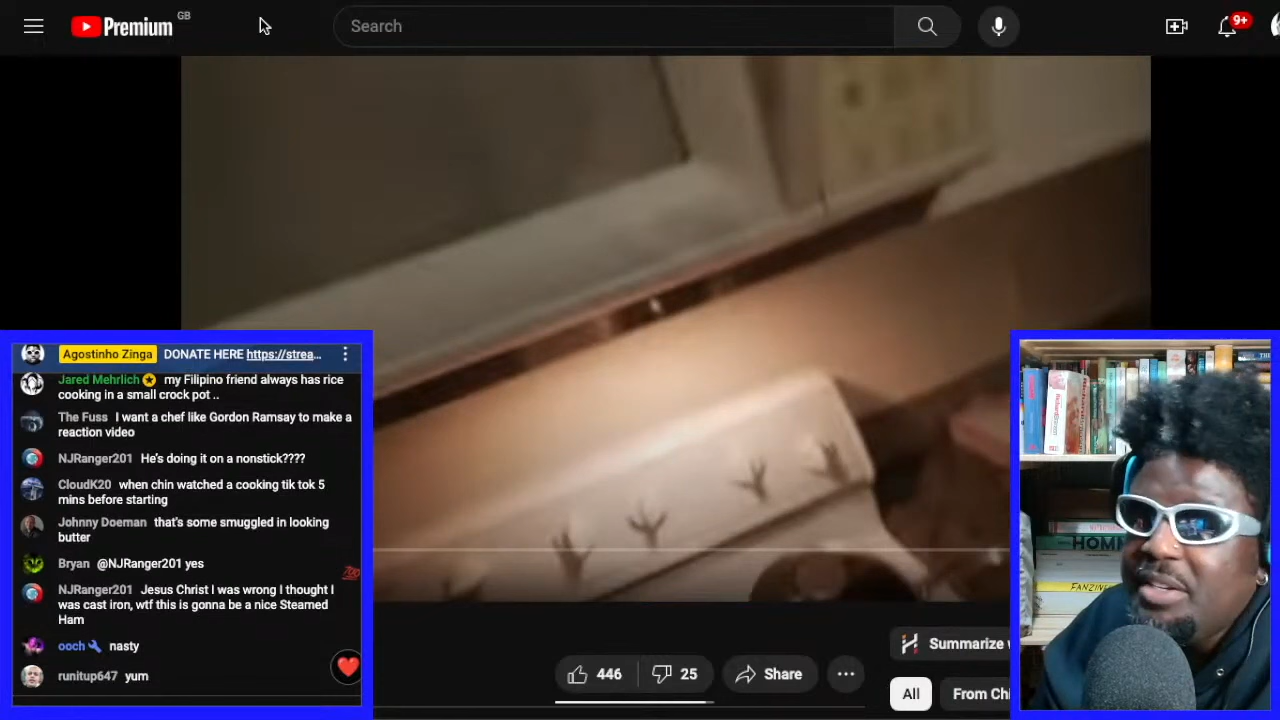 Premium GB
Search
9+
Agostinho Zinga DONATE HERE https://strea...
Jared Mehrlich my Filipino friend always has rice
cooking in a small crock pot ..
The Fuss I want a chef like Gordon Ramsay to make a
reaction video
NJRanger201 He's doing it on a nonstick????
CloudK20 when chin watched a cooking tik tok 5
mins before starting
Johnny Doeman that's some smuggled in looking
butter
Bryan @NJRanger201 yes
NJRanger201 Jesus Christ I was wrong I thought I
was cast iron, wtf this is gonna be a nice Steamed
Ham
ooch nasty
runitup647 yum
100
446
25
Share
Summarize
All
From Chi
HOMM
FANZINE